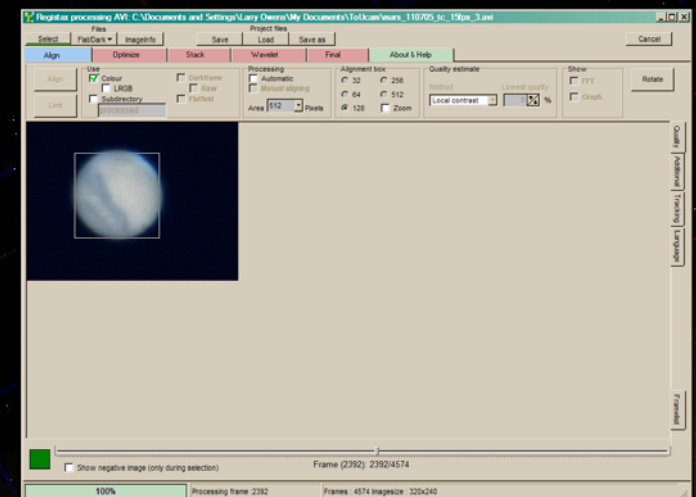 Registax processing AVI: C:\Documents and Settings\Larry Owens\My Documents\ToUcam\mars_110705_tc_15fps_3.avi
Files
Project files
Select Flat/Dark ImageInfo Save Load Save as Cancel
Align Optimize Stack Wavelet Final About & Help
Use
Processing
Alignment box
Quality estimate
Show
Align
Limit
Colour
LRGB
Subdirectory
processed
Darkframe
Raw
Flatfield
Automatic
Manual aligning
Area 512 Pixels
32 256
64 512
128 Zoom
Method Lowest quality
Local contrast %
FFT
Graph
Rotate
Quality
Additional
Tracking
Language
Framelist
Show negative image (only during selection)
Frame (2392): 2392/4574
100% Processing frame :2392 Frames : 4574 Imagesize : 320x240